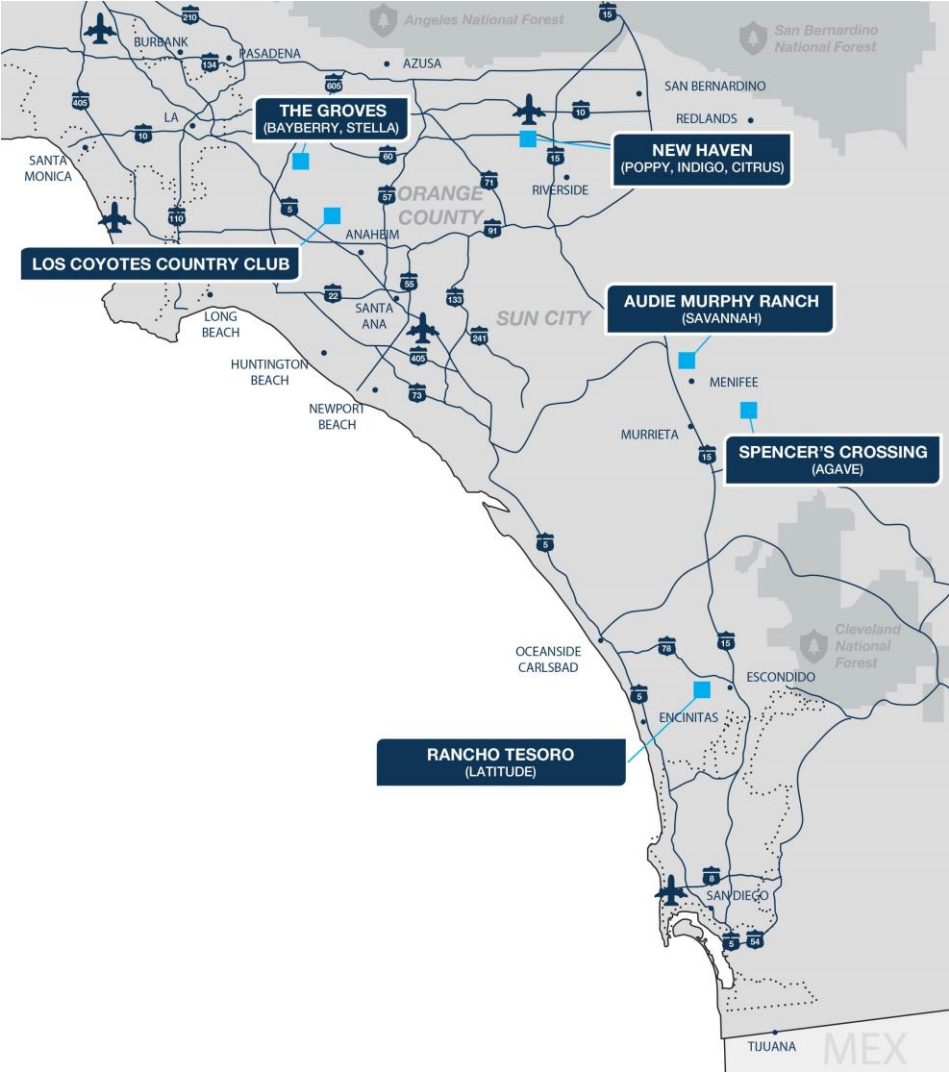 15
Angeles National Forest
210
San Bernardino
National Forest
BURBANK
PASADENA
134
AZUSA
605
SAN BERNARDINO
405
THE GROVES
(BAYBERRY, STELLA)
10
LA
REDLANDS
10
NEW HAVEN
(POPPY, INDIGO, CITRUS)
SANTA
MONICA
60
15
71
RIVERSIDE
57
ORANGE
COUNTY
5
110
91
ANAHEIM
LOS COYOTES COUNTRY CLUB
55
22
133
SANTA
ANA
AUDIE MURPHY RANCH
(SAVANNAH)
LONG
BEACH
SUN CITY
241
405
HUNTINGTON
BEACH
73
MENIFEE
NEWPORT
BEACH
MURRIETA
15
SPENCER'S CROSSING
(AGAVE)
5
Cleveland
National
Forest
OCEANSIDE
CARLSBAD
78
15
ESCONDIDO
5
ENCINITAS
RANCHO TESORO
(LATITUDE)
8
SAN DIEGO
5
54
TIJUANA
MEX